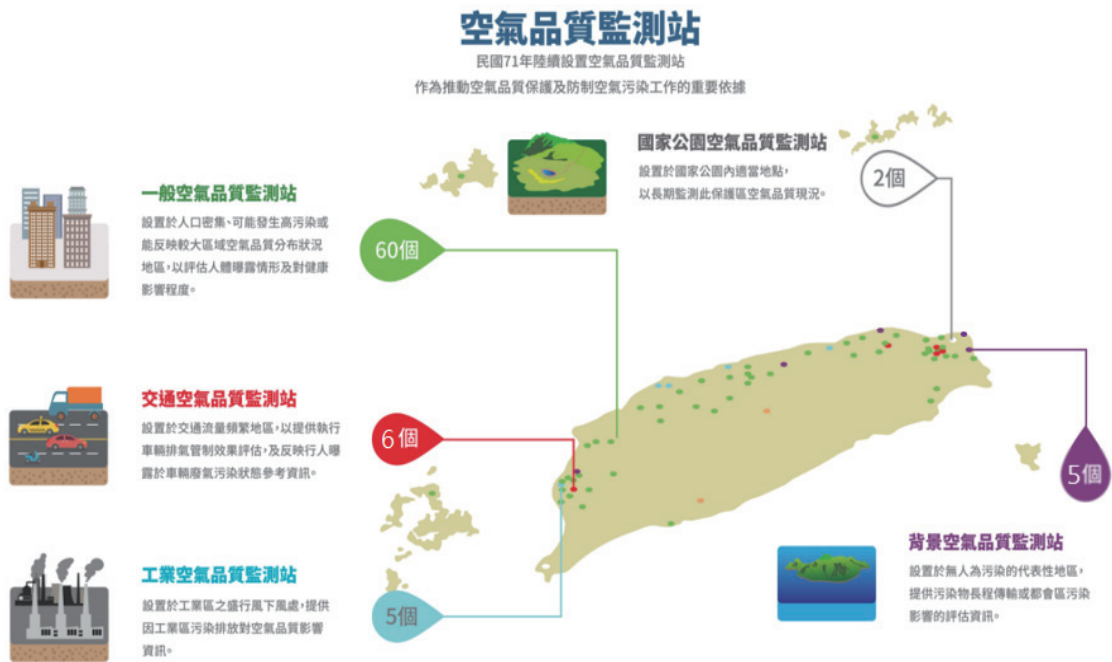 空氣品質監測站
民國71年陸續設置空氣品質監測站
作為推動空氣品質保護及防制空氣污染工作的重要依據
國家公園空氣品質監測站
設置於國家公園內適當地點，
以長期監測此保護區空氣品質現況。
2個
一般空氣品質監測站
設置於人口密集、可能發生高污染或
能反映較大區域空氣品質分布狀況
地區，以評估人體曝露情形及對健康
影響程度。
60個
交通空氣品質監測站
設置於交通流量頻繁地區，以提供執行
車輛排氣管制效果評估，及反映行人曝
露於車輛廢氣污染狀態參考資訊。
6個
5個
背景空氣品質監測站
設置於無人為污染的代表性地區，
提供污染物長程傳輸或都會區污染
影響的評估資訊。
工業空氣品質監測站
設置於工業區之盛行風下風處，提供
因工業區污染排放對空氣品質影響
資訊。
5個